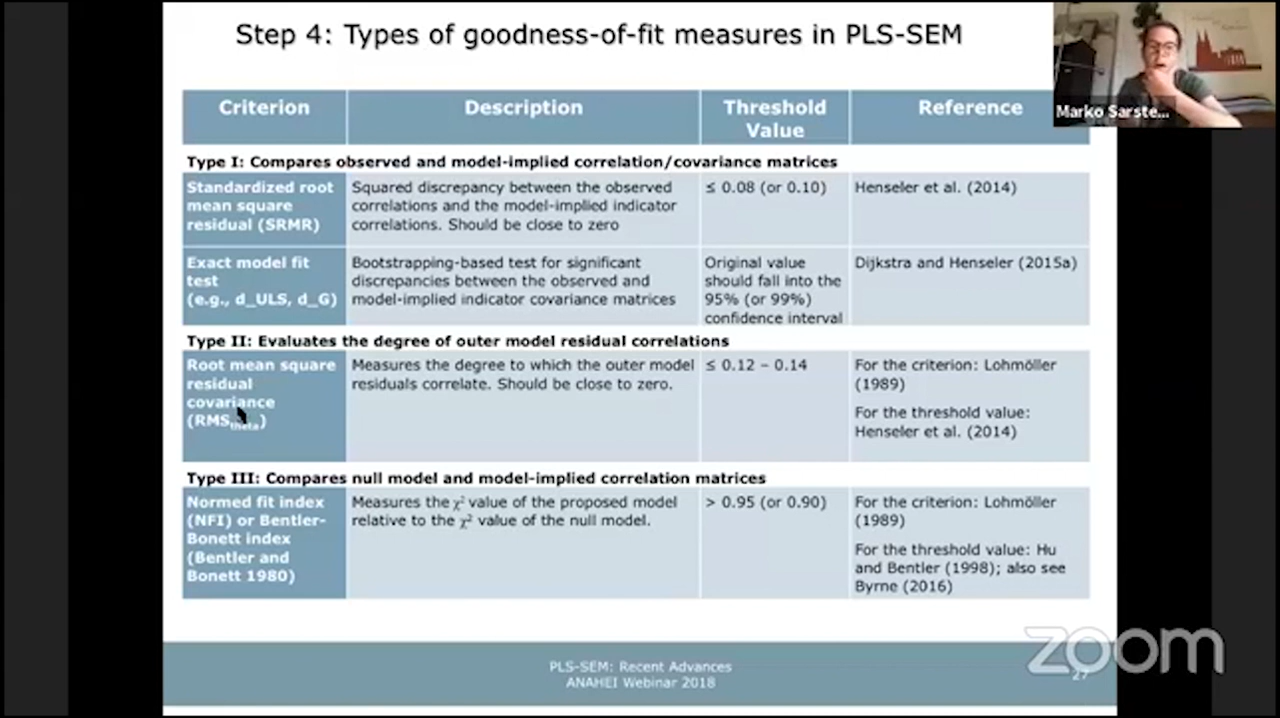 Step 4: Types of goodness-of-fit measures in PLS-SEM
Marko Sarste...
Criterion
Description
Threshold
Value
Reference
Type I: Compares observed and model-implied correlation/covariance matrices
Standardized root
mean square
residual (SRMR)
Squared discrepancy between the observed
correlations and the model-implied indicator
correlations. Should be close to zero
≤ 0.08 (or 0.10)
Henseler et al. (2014)
Exact model fit
test
(e.g., d_ULS, d_G)
Bootstrapping-based test for significant
discrepancies between the observed and
model-implied indicator covariance matrices
Original value
should fall into the
95% (or 99%)
confidence interval
Dijkstra and Henseler (2015a)
Type II: Evaluates the degree of outer model residual correlations
Root mean square
residual
covariance
(RMStheta)
Measures the degree to which the outer model
residuals correlate. Should be close to zero.
≤ 0.12 – 0.14
For the criterion: Lohmöller
(1989)
For the threshold value:
Henseler et al. (2014)
Type III: Compares null model and model-implied correlation matrices
Normed fit index
(NFI) or Bentler-
Bonett index
(Bentler and
Bonett 1980)
Measures the χ² value of the proposed model
relative to the χ² value of the null model.
> 0.95 (or 0.90)
For the criterion: Lohmöller
(1989)
For the threshold value: Hu
and Bentler (1998); also see
Byrne (2016)
PLS-SEM: Recent Advances
ANAHEI Webinar 2018
27
zoom